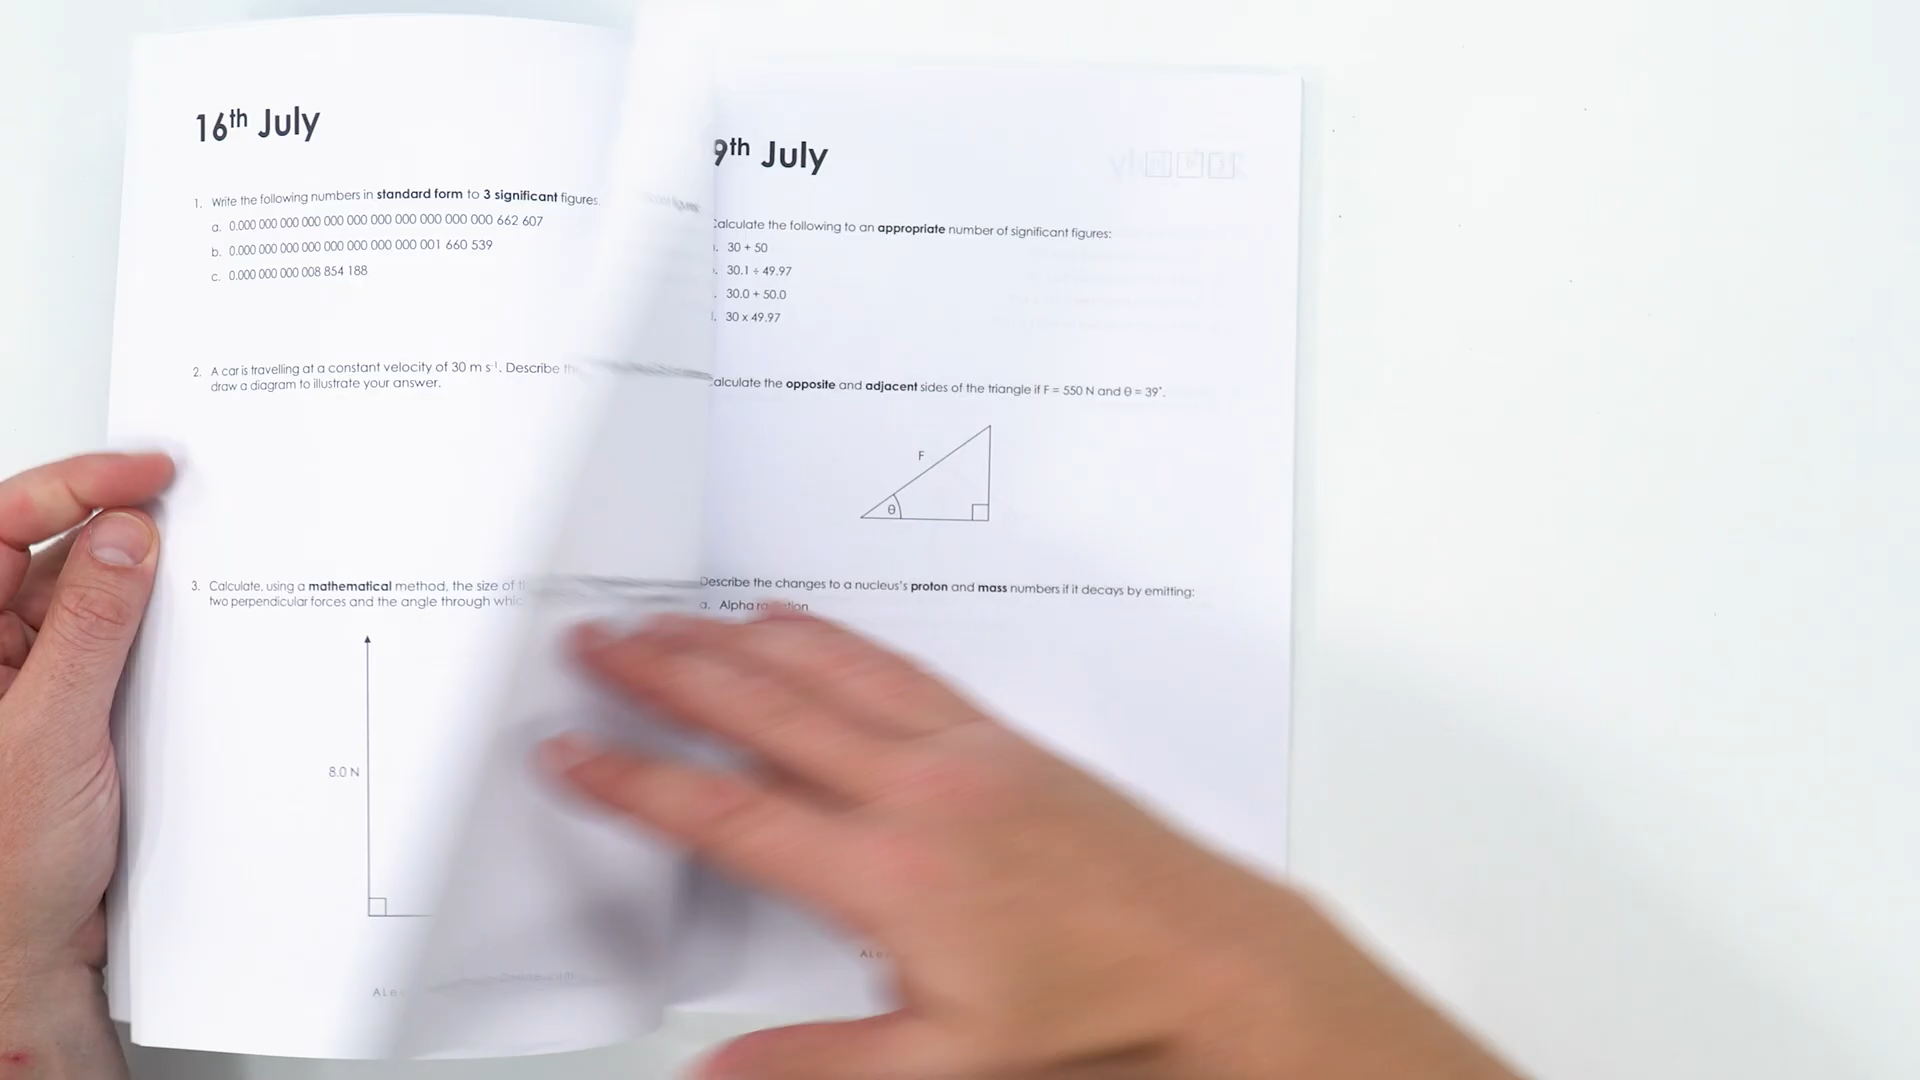 16th July
1. Write the following numbers in standard form to 3 significant figures.
a. 0.000 000 000 000 000 000 000 000 000 000 000 662 607
b. 0.000 000 000 000 000 000 000 000 001 660 539
c. 0.000 000 000 008 854 188
2. A car is travelling at a constant velocity of 30 m s⁻¹. Describe
draw a diagram to illustrate your answer.
3. Calculate, using a mathematical method, the size of
two perpendicular forces and the angle through
8.0 N
9th July
alculate the following to an appropriate number of significant figures:
30 + 50
30.1 ÷ 49.97
30.0 + 50.0
30 x 49.97
alculate the opposite and adjacent sides of the triangle if F = 550 N and θ = 39°.
F
θ
Describe the changes to a nucleus's proton and mass numbers if it decays by emitting:
a. Alpha